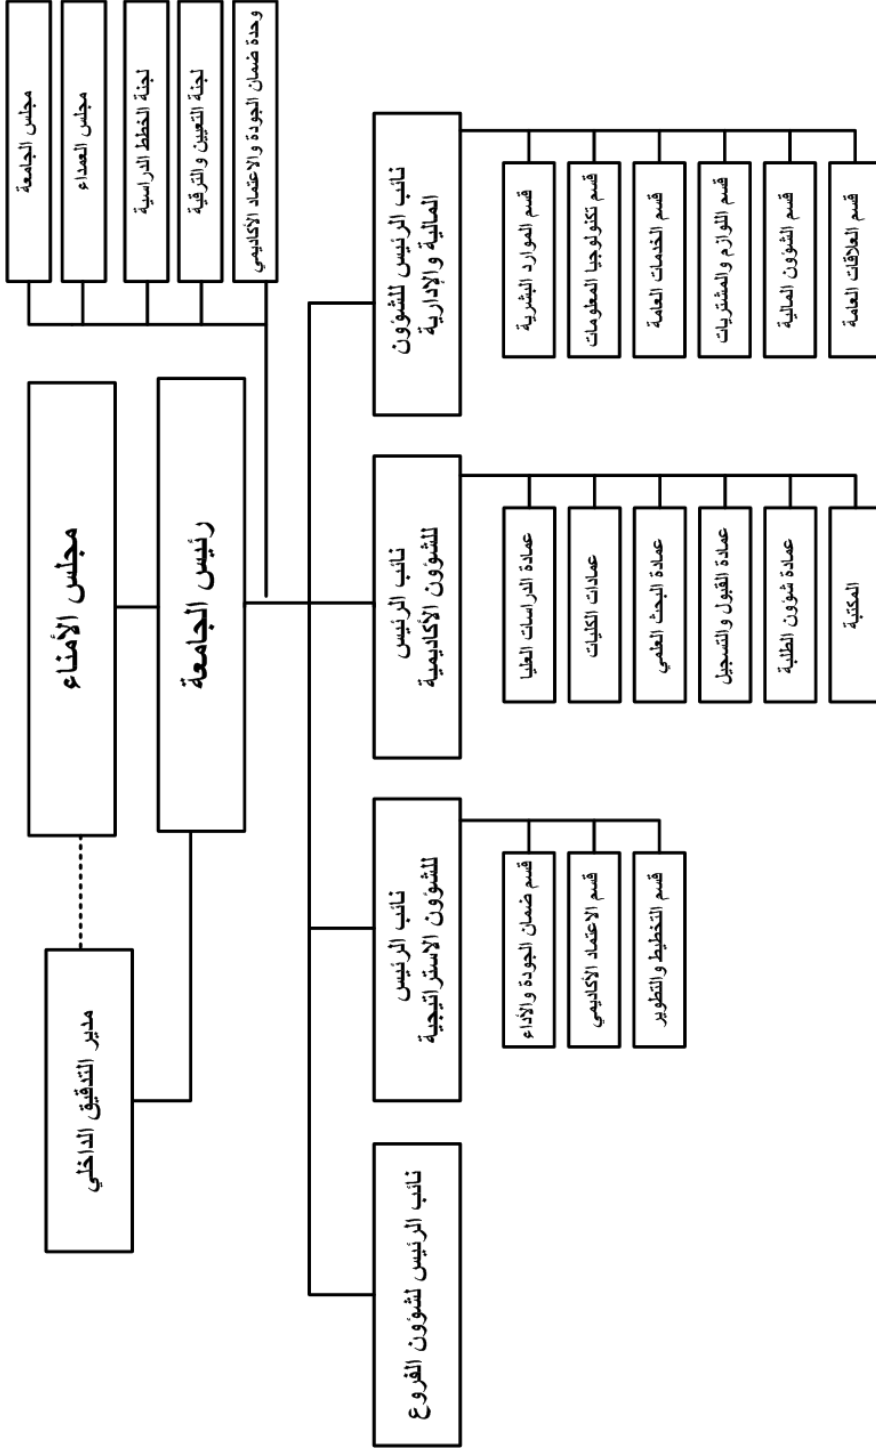 مجلس الجامعة
مجلس العمداء
لجنة الخطط الدراسية
لجنة التعيين والترقية
وحدة ضمان الجودة والاعتماد الأكاديمي
مجلس الأمناء
رئيس الجامعة
مدير التدقيق الداخلي
نائب الرئيس للشؤون
المالية والإدارية
قسم الموارد البشرية
قسم تكنولوجيا المعلومات
قسم الخدمات العامة
قسم اللوازم والمشتريات
قسم الشؤون المالية
قسم العلاقات العامة
نائب الرئيس
للشؤون الأكاديمية
عمادة الدراسات العليا
عمادات الكليات
عمادة البحث العلمي
عمادة القبول والتسجيل
عمادة شؤون الطلبة
المكتبة
نائب الرئيس
للشؤون الاستراتيجية
قسم ضمان الجودة والأداء
قسم الاعتماد الأكاديمي
قسم التخطيط والتطوير
نائب الرئيس لشؤون الفروع